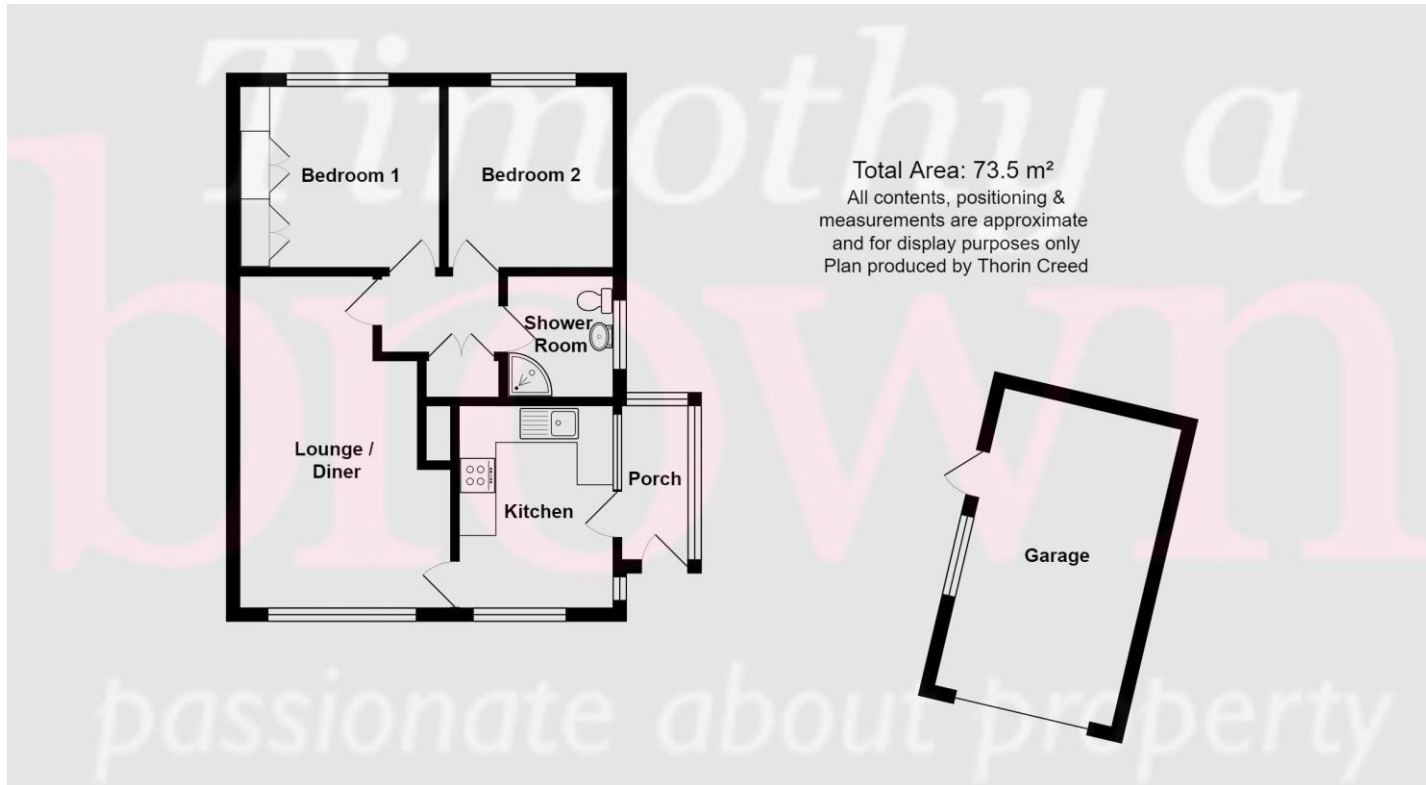 Timothy a
brown
passionate about property
Bedroom 1
Bedroom 2
Total Area: 73.5 m²
All contents, positioning &
measurements are approximate
and for display purposes only
Plan produced by Thorin Creed
Shower
Room
Lounge /
Diner
Kitchen
Porch
Garage